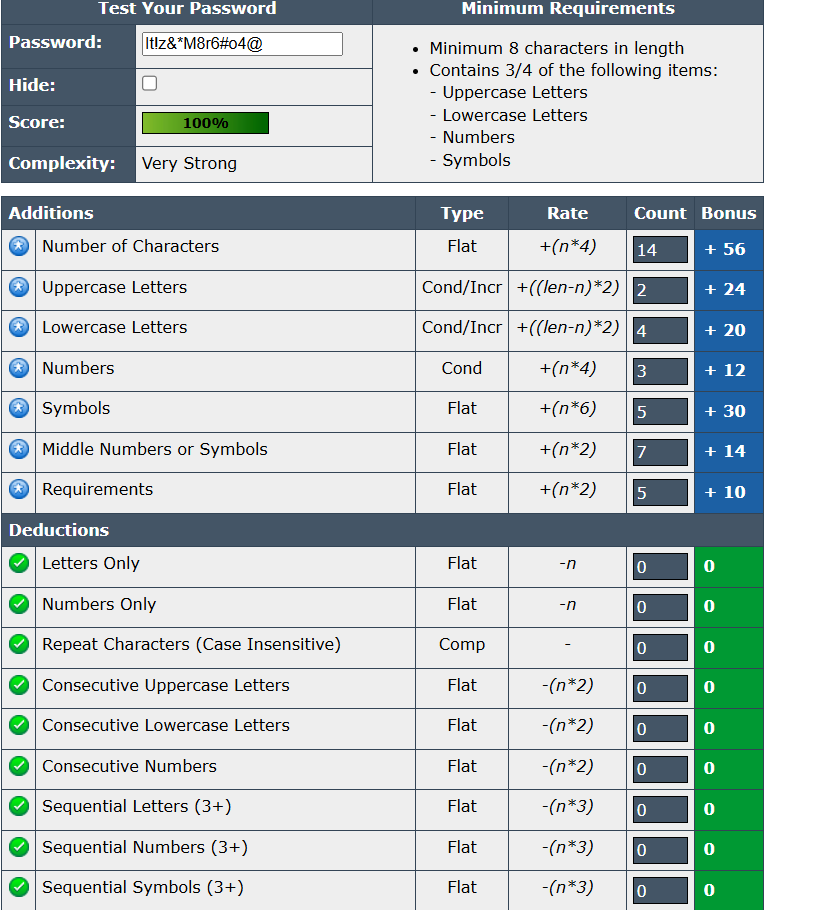 Test Your Password
Minimum Requirements
Password:
It!z&*M8r6#o4@
Hide:
Score:
100%
Complexity:
Very Strong
• Minimum 8 characters in length
• Contains 3/4 of the following items:
- Uppercase Letters
- Lowercase Letters
- Numbers
- Symbols
Additions Type Rate Count Bonus
Number of Characters Flat +(n*4) 14 + 56
Uppercase Letters Cond/Incr +((len-n)*2) 2 + 24
Lowercase Letters Cond/Incr +((len-n)*2) 4 + 20
Numbers Cond +(n*4) 3 + 12
Symbols Flat +(n*6) 5 + 30
Middle Numbers or Symbols Flat +(n*2) 7 + 14
Requirements Flat +(n*2) 5 + 10
Deductions
Letters Only Flat -n 0 0
Numbers Only Flat -n 0 0
Repeat Characters (Case Insensitive) Comp - 0 0
Consecutive Uppercase Letters Flat -(n*2) 0 0
Consecutive Lowercase Letters Flat -(n*2) 0 0
Consecutive Numbers Flat -(n*2) 0 0
Sequential Letters (3+) Flat -(n*3) 0 0
Sequential Numbers (3+) Flat -(n*3) 0 0
Sequential Symbols (3+) Flat -(n*3) 0 0